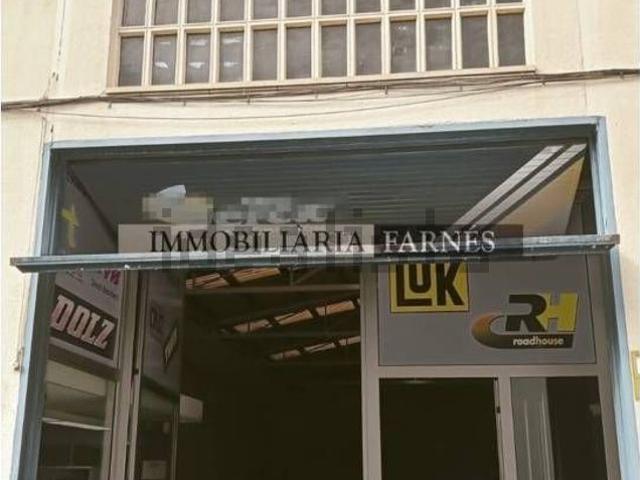 IMMOBILIÀRIA FARNÉS
LUK
DOLZ
RH
roadhouse